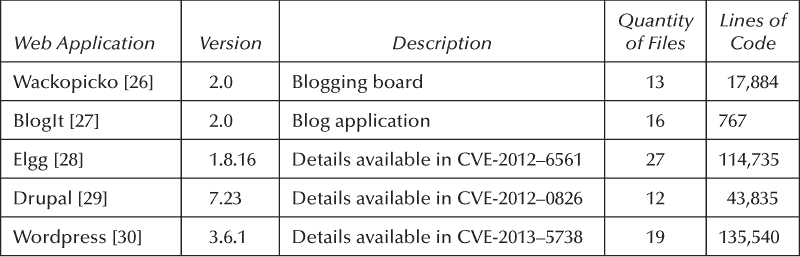 Web Application Version Description Quantity of Files Lines of Code
Wackopicko [26] 2.0 Blogging board 13 17,884
BlogIt [27] 2.0 Blog application 16 767
Elgg [28] 1.8.16 Details available in CVE-2012–6561 27 114,735
Drupal [29] 7.23 Details available in CVE-2012–0826 12 43,835
Wordpress [30] 3.6.1 Details available in CVE-2013–5738 19 135,540